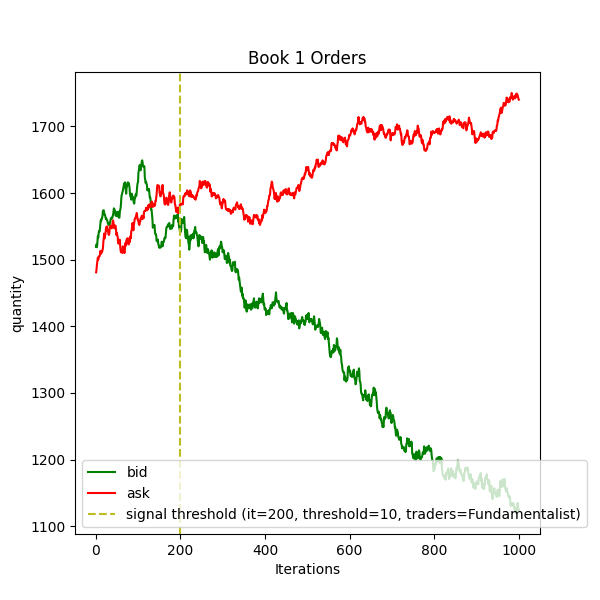 Book 1 Orders
quantity
1700
1600
1500
1400
1300
1200
1100
bid
ask
signal threshold (it=200, threshold=10, traders=Fundamentalist)
0 200 400 600 800 1000
Iterations